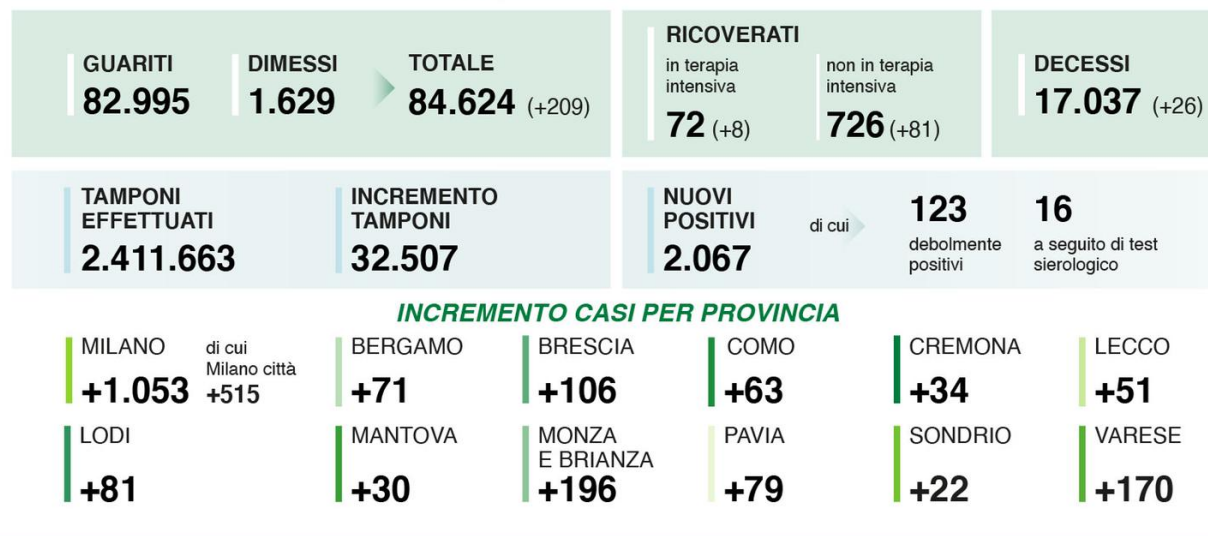 GUARITI
82.995
DIMESSI
1.629
TOTALE
84.624 (+209)
RICOVERATI
in terapia
intensiva
72 (+8)
non in terapia
intensiva
726 (+81)
DECESSI
17.037 (+26)
TAMPONI
EFFETTUATI
2.411.663
INCREMENTO
TAMPONI
32.507
NUOVI
POSITIVI
2.067
di cui
123
debolmente
positivi
16
a seguito di test
sierologico
INCREMENTO CASI PER PROVINCIA
MILANO
+1.053
di cui
Milano città
+515
BERGAMO
+71
BRESCIA
+106
COMO
+63
CREMONA
+34
LECCO
+51
LODI
+81
MANTOVA
+30
MONZA
E BRIANZA
+196
PAVIA
+79
SONDRIO
+22
VARESE
+170